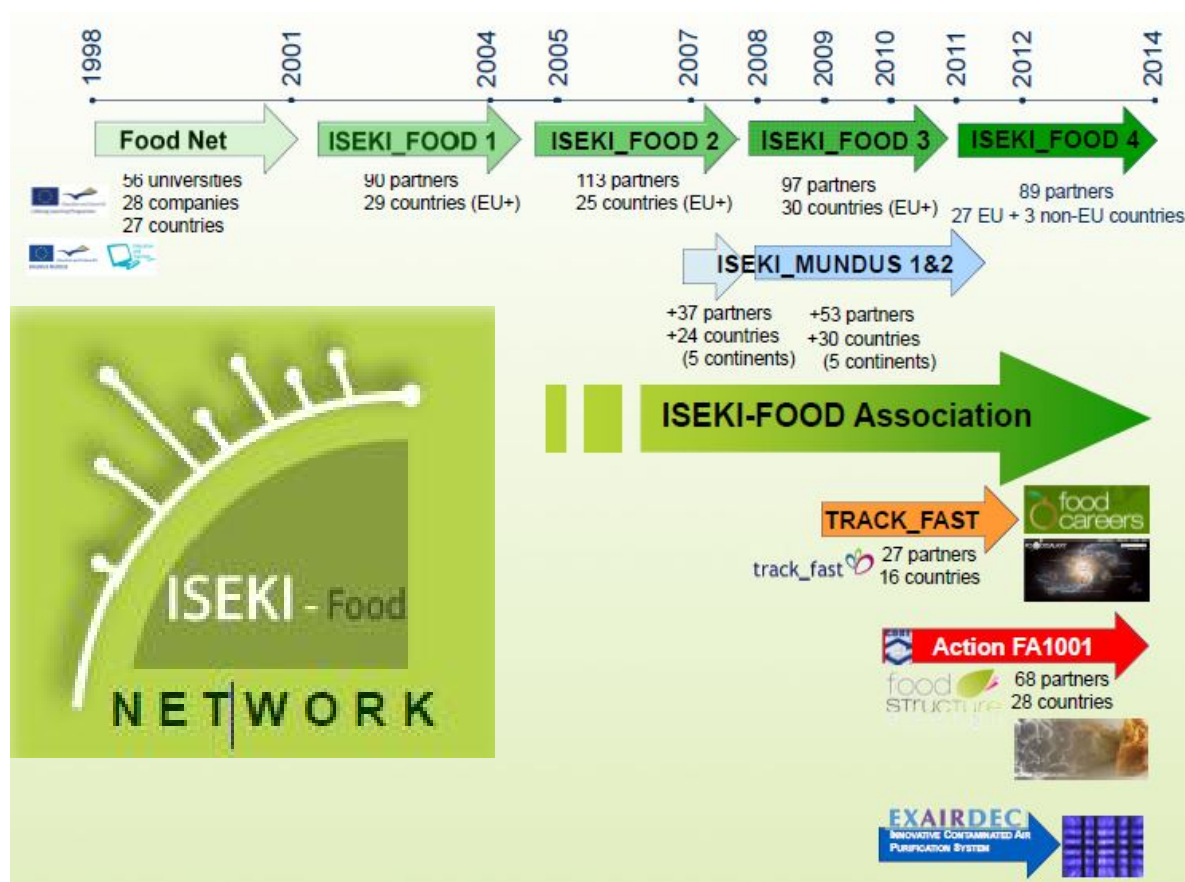 1998
2001
2004
2005
2007
2008
2009
2010
2011
2012
2014
Food Net
ISEKI_FOOD 1
ISEKI_FOOD 2
ISEKI_FOOD 3
ISEKI_FOOD 4
56 universities
28 companies
27 countries
90 partners
29 countries (EU+)
113 partners
25 countries (EU+)
97 partners
30 countries (EU+)
89 partners
27 EU + 3 non-EU countries
ISEKI_MUNDUS 1&2
+37 partners
+24 countries
(5 continents)
+53 partners
+30 countries
(5 continents)
ISEKI-FOOD Association
ISEKI - Food
NETWORK
TRACK_FAST
food
careers
track_fast
27 partners
16 countries
Action FA1001
food
STRUCTURE
68 partners
28 countries
EXAIRDEC
INNOVATIVE CONTAMINATED AIR
PURIFICATION SYSTEM